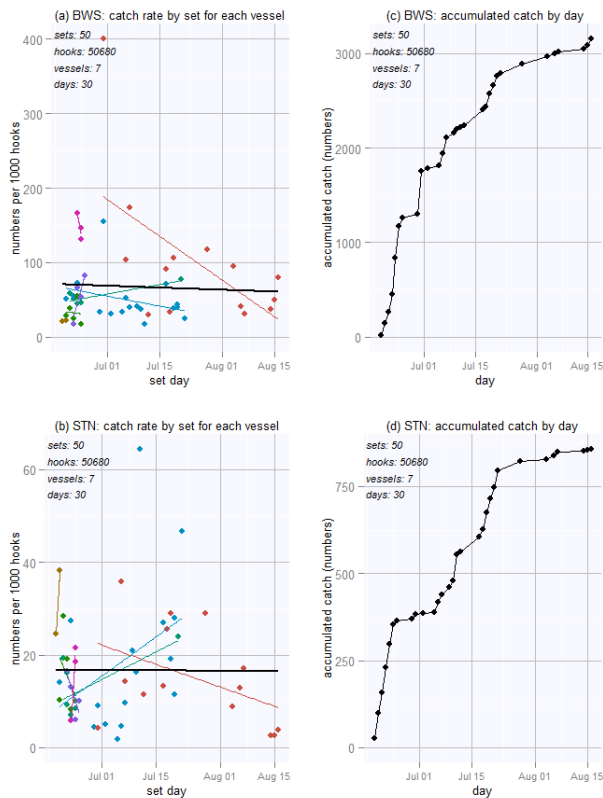 (a) BWS: catch rate by set for each vessel
sets: 50
hooks: 50680
vessels: 7
days: 30
numbers per 1000 hooks
400
300
200
100
0
Jul 01
Jul 15
Aug 01
Aug 15
set day
(c) BWS: accumulated catch by day
sets: 50
hooks: 50680
vessels: 7
days: 30
accumulated catch (numbers)
3000
2000
1000
0
Jul 01
Jul 15
Aug 01
Aug 15
day
(b) STN: catch rate by set for each vessel
sets: 50
hooks: 50680
vessels: 7
days: 30
numbers per 1000 hooks
60
40
20
0
Jul 01
Jul 15
Aug 01
Aug 15
set day
(d) STN: accumulated catch by day
sets: 50
hooks: 50680
vessels: 7
days: 30
accumulated catch (numbers)
750
500
250
0
Jul 01
Jul 15
Aug 01
Aug 15
day